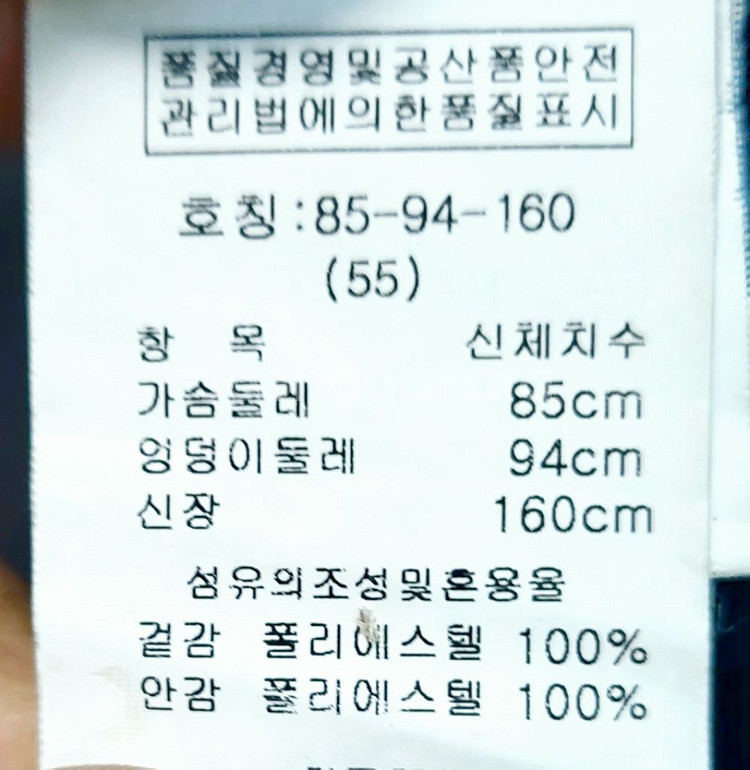 품질경영및공산품안전
관리법에의한품질표시
호칭:85-94-160
(55)
항 목 신체치수
가슴둘레 85cm
엉덩이둘레 94cm
신장 160cm
섬유의조성및혼용율
겉감 폴리에스텔 100%
안감 폴리에스텔 100%